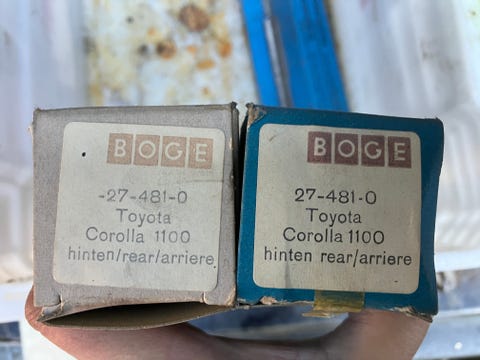 BOGE
-27-481-0
Toyota
Corolla 1100
hinten/rear/arriere
BOGE
27-481-0
Toyota
Corolla 1100
hinten rear/arriere